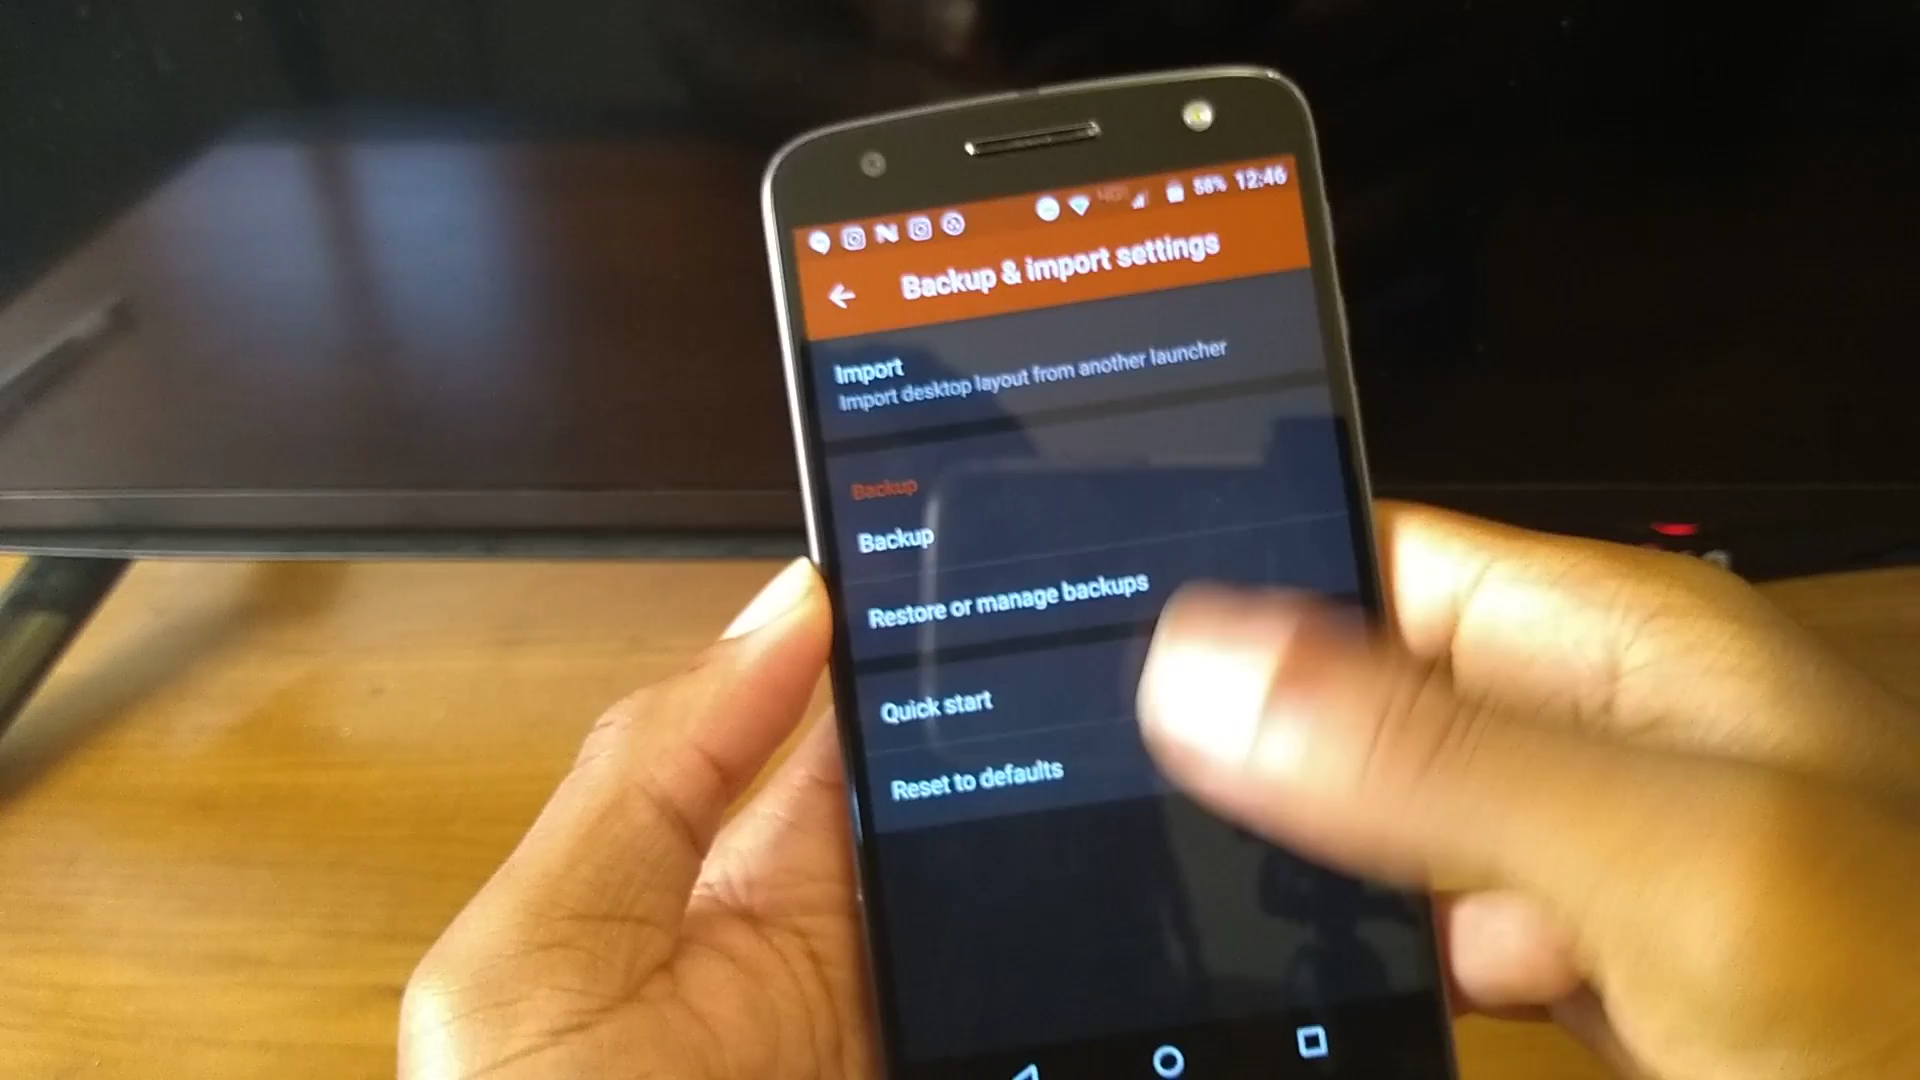 58% 12:46
Backup & import settings
Import
Import desktop layout from another launcher
Backup
Backup
Restore or manage backups
Quick start
Reset to defaults